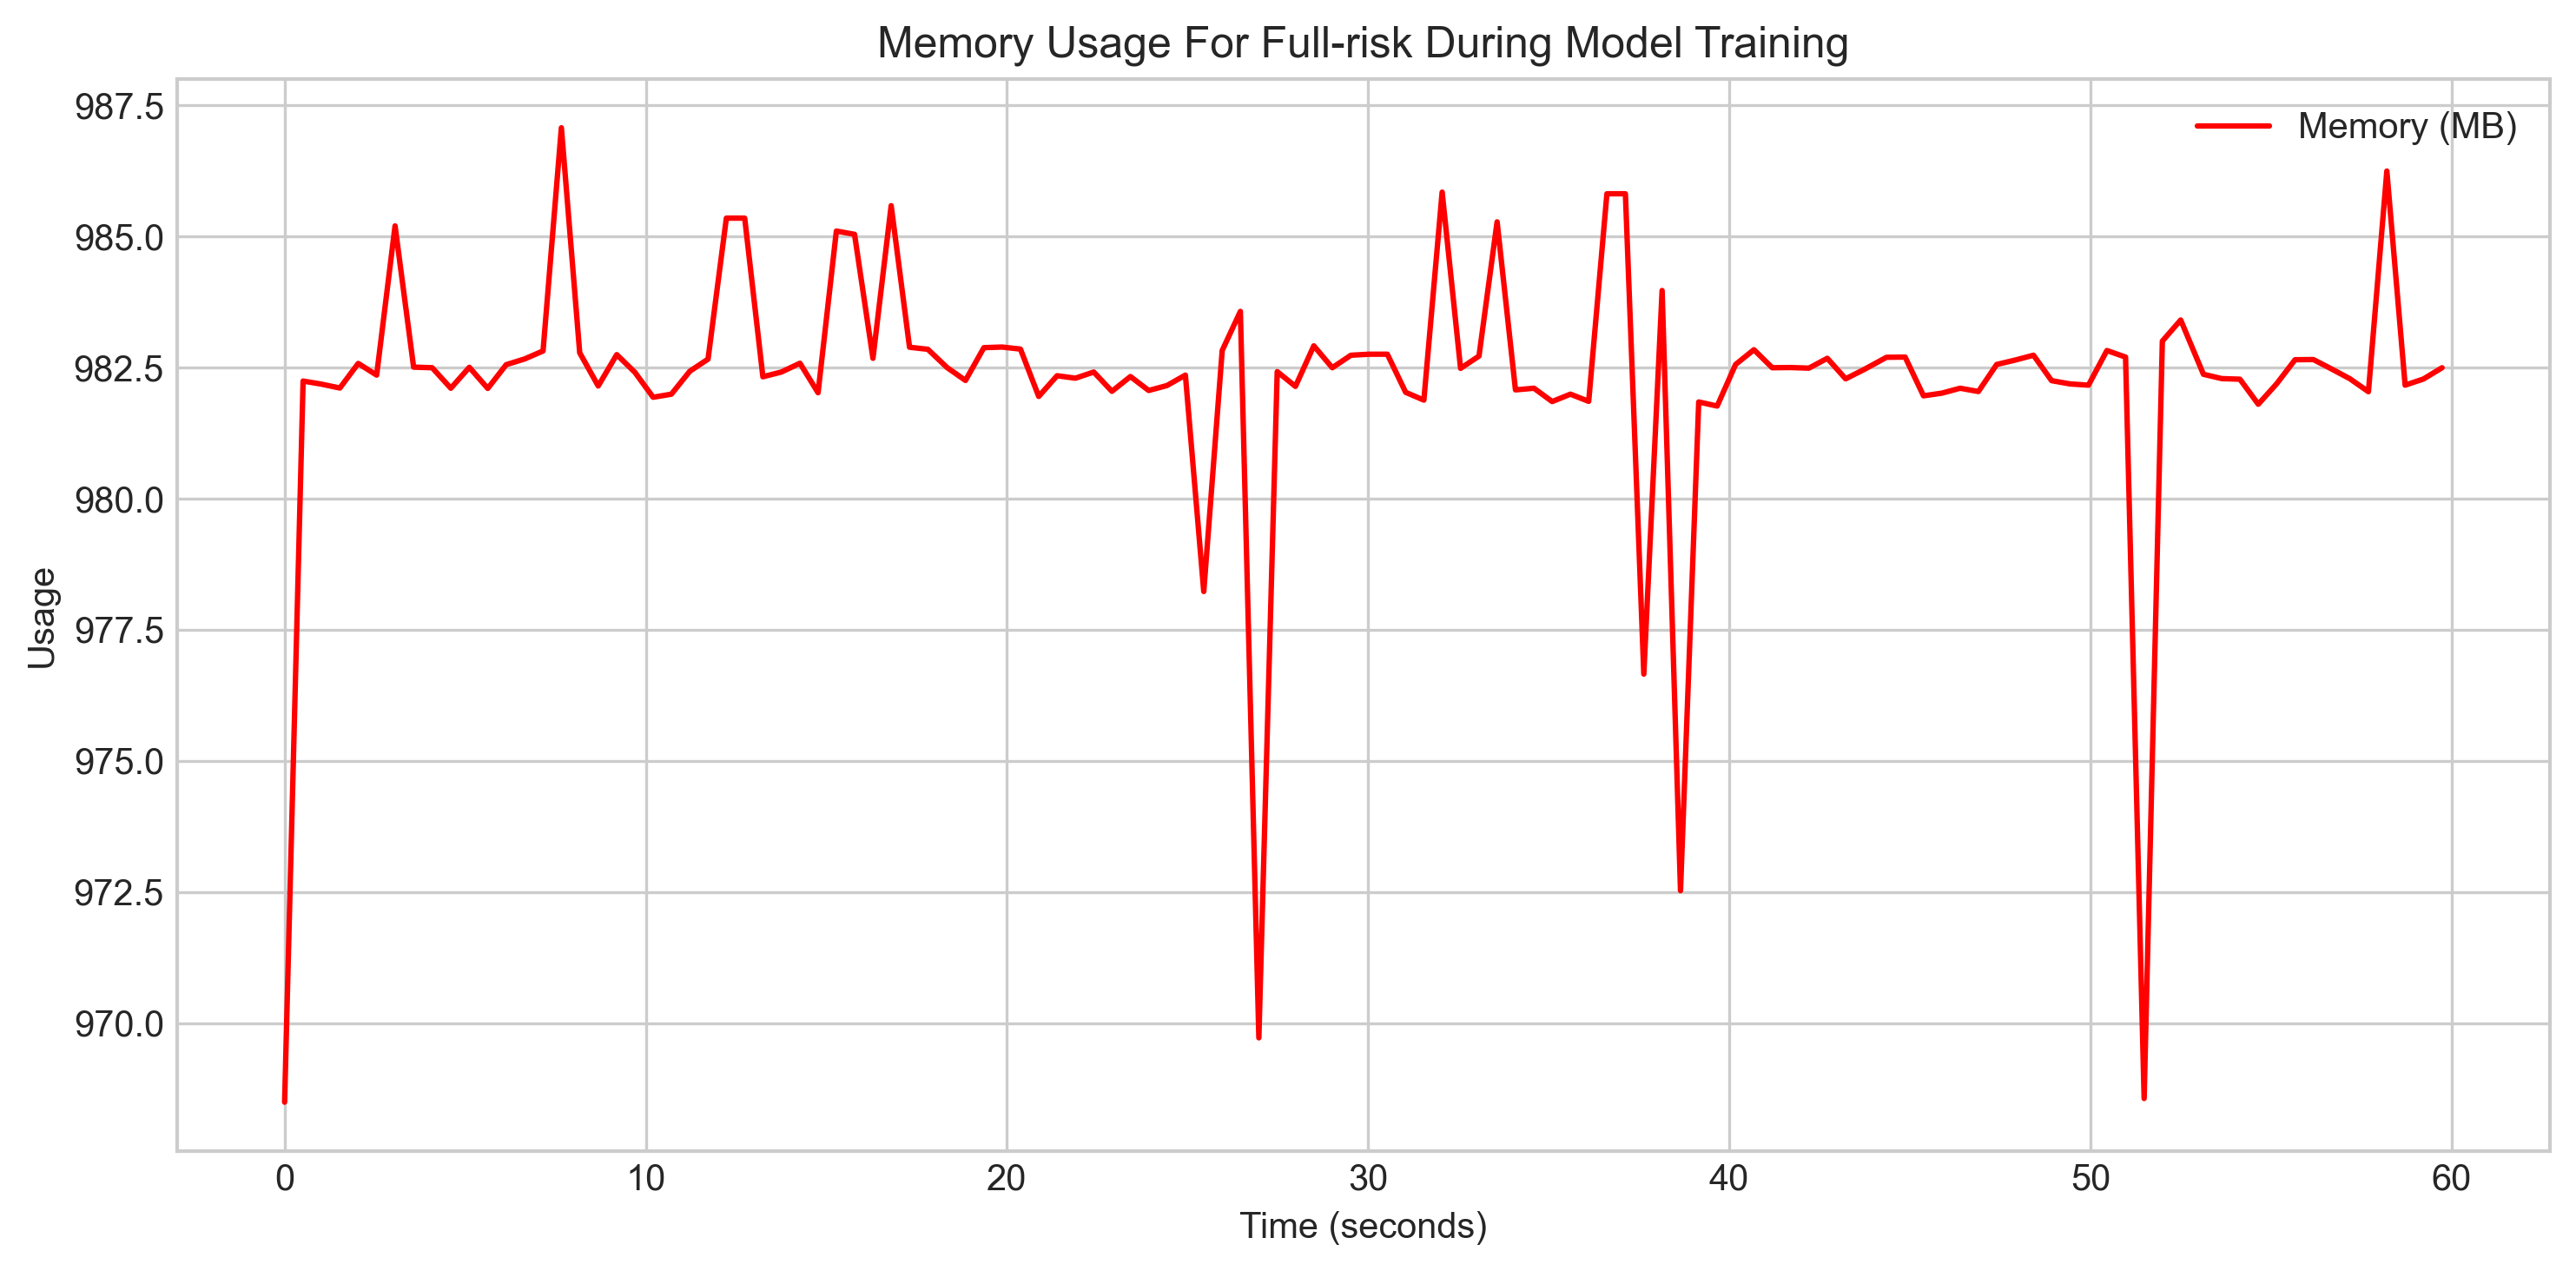 Memory Usage For Full-risk During Model Training
987.5
985.0
982.5
980.0
977.5
975.0
972.5
970.0
Usage
Memory (MB)
0 10 20 30 40 50 60
Time (seconds)